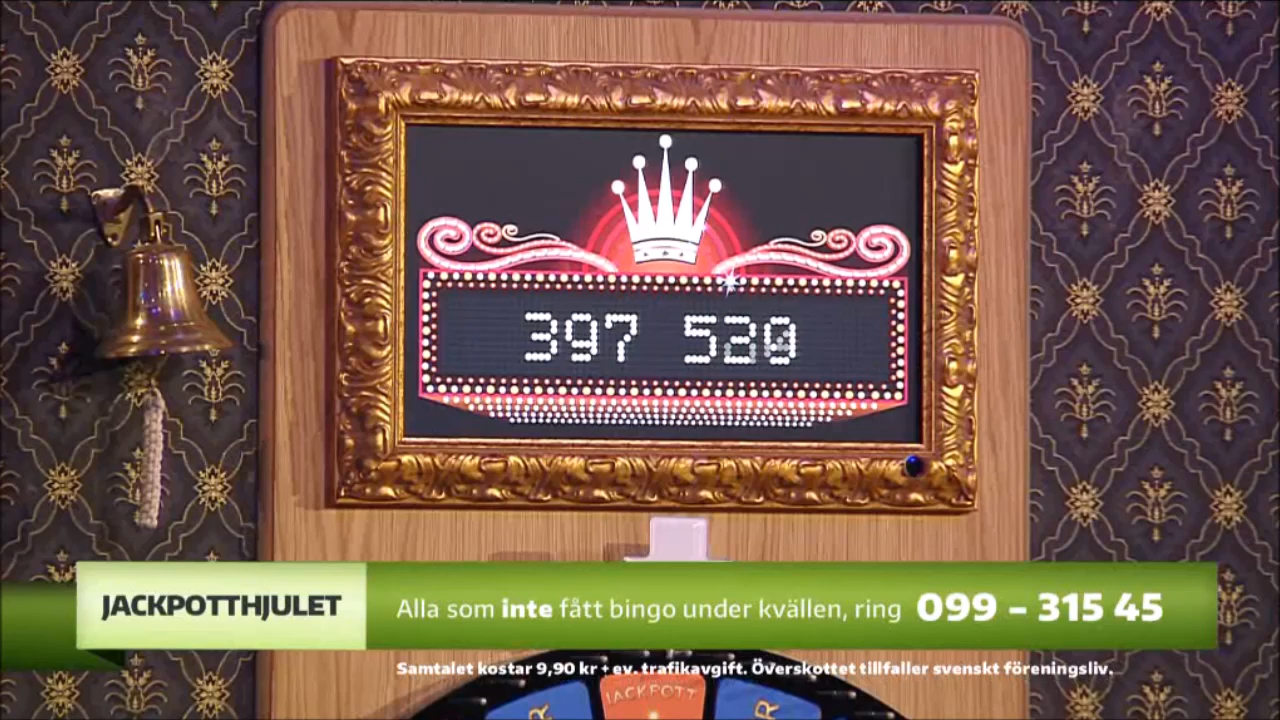 397 520
JACKPOTTHJULET
Alla som inte fått bingo under kvällen, ring 099 – 315 45
Samtalet kostar 9,90 kr + ev. trafikavgift. Överskottet tillfaller svenskt föreningsliv.
R JACKPOTT R